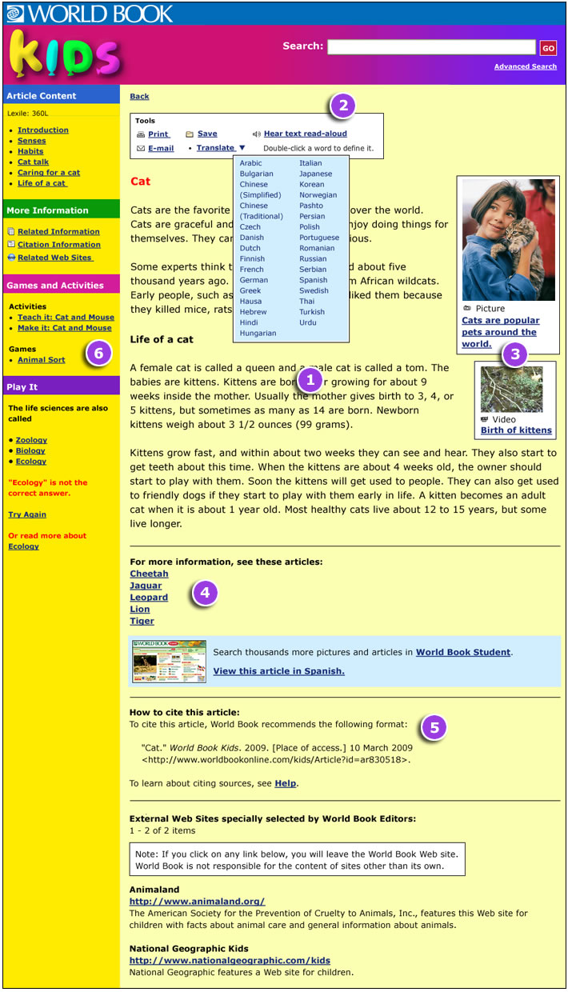 WORLD BOOK
KIDS
Search:
GO
Advanced Search
Article Content
Lexile: 360L
• Introduction
• Senses
• Habits
• Cat talk
• Caring for a cat
• Life of a cat
More Information
Related Information
Citation Information
Related Web Sites
Games and Activities
Activities
• Teach it: Cat and Mouse
• Make it: Cat and Mouse
Games
• Animal Sort
6
Play It
The life sciences are also
called
• Zoology
• Biology
• Ecology
"Ecology" is not the
correct answer.
Try Again
Or read more about
Ecology
Back
2
Tools
Print Save Hear text read-aloud
E-mail • Translate ▼ Double-click a word to define it.
Arabic
Bulgarian
Chinese
(Simplified)
Chinese
(Traditional)
Czech
Danish
Dutch
Finnish
French
German
Greek
Hausa
Hebrew
Hindi
Hungarian
Italian
Japanese
Korean
Norwegian
Pashto
Persian
Polish
Portuguese
Romanian
Russian
Serbian
Spanish
Swedish
Thai
Turkish
Urdu
Cat
Cats are the favorite over the world.
Cats are graceful and enjoy doing things for
themselves. They can
Some experts think about five
thousand years ago. African wildcats.
Early people, such as liked them because
they killed mice, rats
Picture
Cats are popular
pets around the
world.
3
Video
Birth of kittens
Life of a cat
A female cat is called a queen and a male cat is called a tom. The
babies are kittens. Kittens are growing for about 9
1
weeks inside the mother. Usually the mother gives birth to 3, 4, or
5 kittens, but sometimes as many as 14 are born. Newborn
kittens weigh about 3 1/2 ounces (99 grams).
Kittens grow fast, and within about two weeks they can see and hear. They also start to
get teeth about this time. When the kittens are about 4 weeks old, the owner should
start to play with them. Soon the kittens will get used to people. They can also get used
to friendly dogs if they start to play with them early in life. A kitten becomes an adult
cat when it is about 1 year old. Most healthy cats live about 12 to 15 years, but some
live longer.
For more information, see these articles:
Cheetah
Jaguar
Leopard
Lion
Tiger
4
WORLD BOOK
Search thousands more pictures and articles in World Book Student.
View this article in Spanish.
How to cite this article:
To cite this article, World Book recommends the following format:
5
"Cat." World Book Kids. 2009. [Place of access.] 10 March 2009
<http://www.worldbookonline.com/kids/Article?id=ar830518>.
To learn about citing sources, see Help.
External Web Sites specially selected by World Book Editors:
1 - 2 of 2 items
Note: If you click on any link below, you will leave the World Book Web site.
World Book is not responsible for the content of sites other than its own.
Animaland
http://www.animaland.org/
The American Society for the Prevention of Cruelty to Animals, Inc., features this Web site for
children with facts about animal care and general information about animals.
National Geographic Kids
http://www.nationalgeographic.com/kids
National Geographic features a Web site for children.